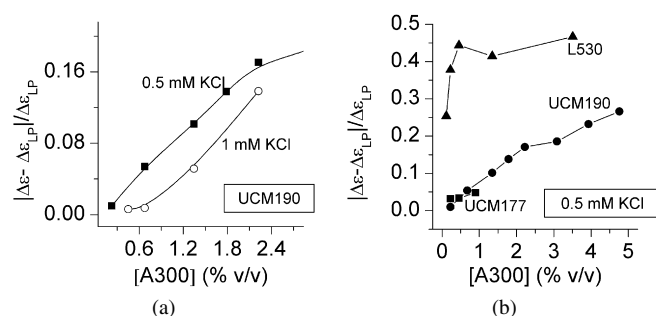 (a)
|Δε- Δε_LP|/Δε_LP
0.16
0.08
0.00
0.5 mM KCl
1 mM KCl
UCM190
0.6 1.2 1.8 2.4
[A300] (% v/v)
(a)
(b)
|Δε-Δε_LP|/Δε_LP
0.5
0.4
0.3
0.2
0.1
0.0
L530
UCM190
UCM177
0.5 mM KCl
0 1 2 3 4 5
[A300] (% v/v)
(b)